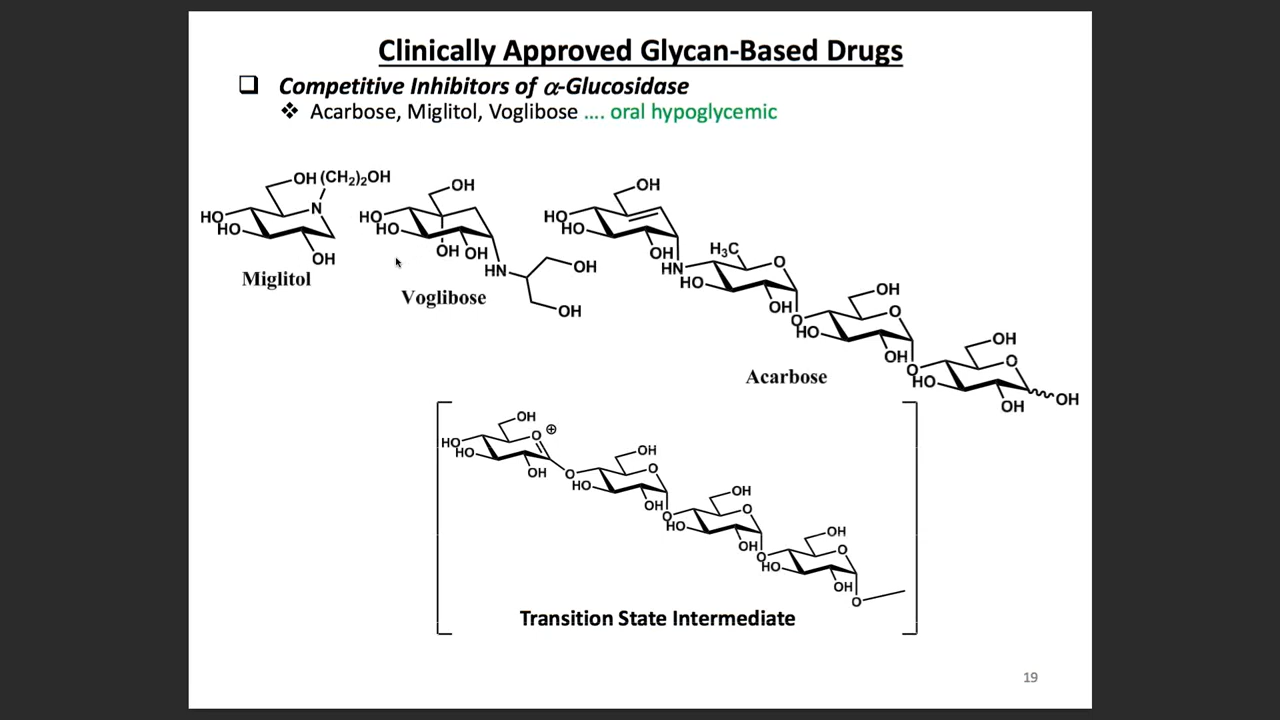 Clinically Approved Glycan-Based Drugs
❑ Competitive Inhibitors of α-Glucosidase
❖ Acarbose, Miglitol, Voglibose .... oral hypoglycemic
OH (CH₂)₂OH
N
HO
HO
OH
Miglitol
OH
HO
HO
OH OH
HN
OH
OH
Voglibose
OH
HO
HO
OH
HN
H₃C
O
HO
OH
O
OH
O
HO
OH
O
OH
O
HO
OH
OH
Acarbose
OH
O ⊕
HO
HO
OH
O
OH
O
HO
OH
O
OH
O
HO
OH
O
OH
O
HO
OH
O
Transition State Intermediate
19